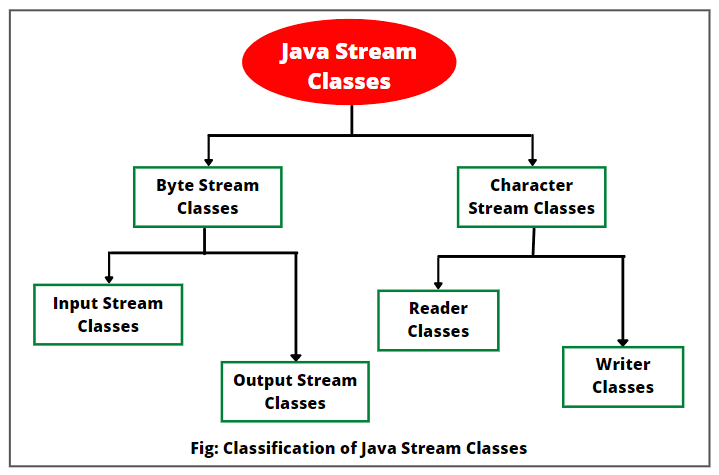 Java Stream
Classes
Byte Stream
Classes
Character
Stream Classes
Input Stream
Classes
Reader
Classes
Output Stream
Classes
Writer
Classes
Fig: Classification of Java Stream Classes